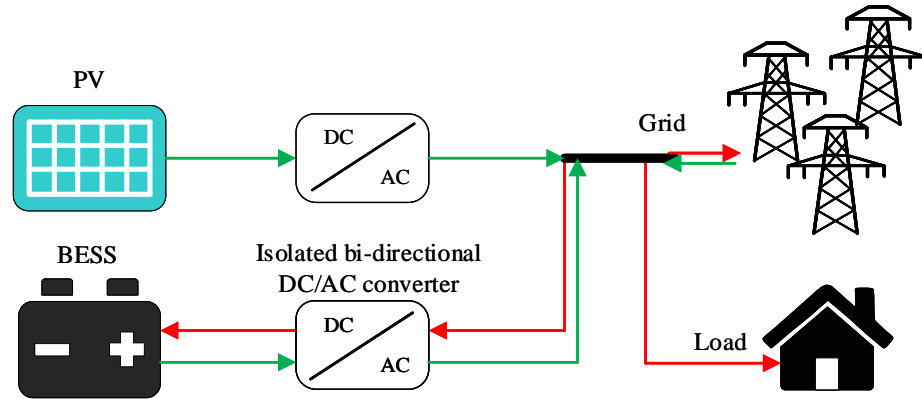 PV
DC
AC
Grid
BESS
Isolated bi-directional
DC/AC converter
DC
AC
Load